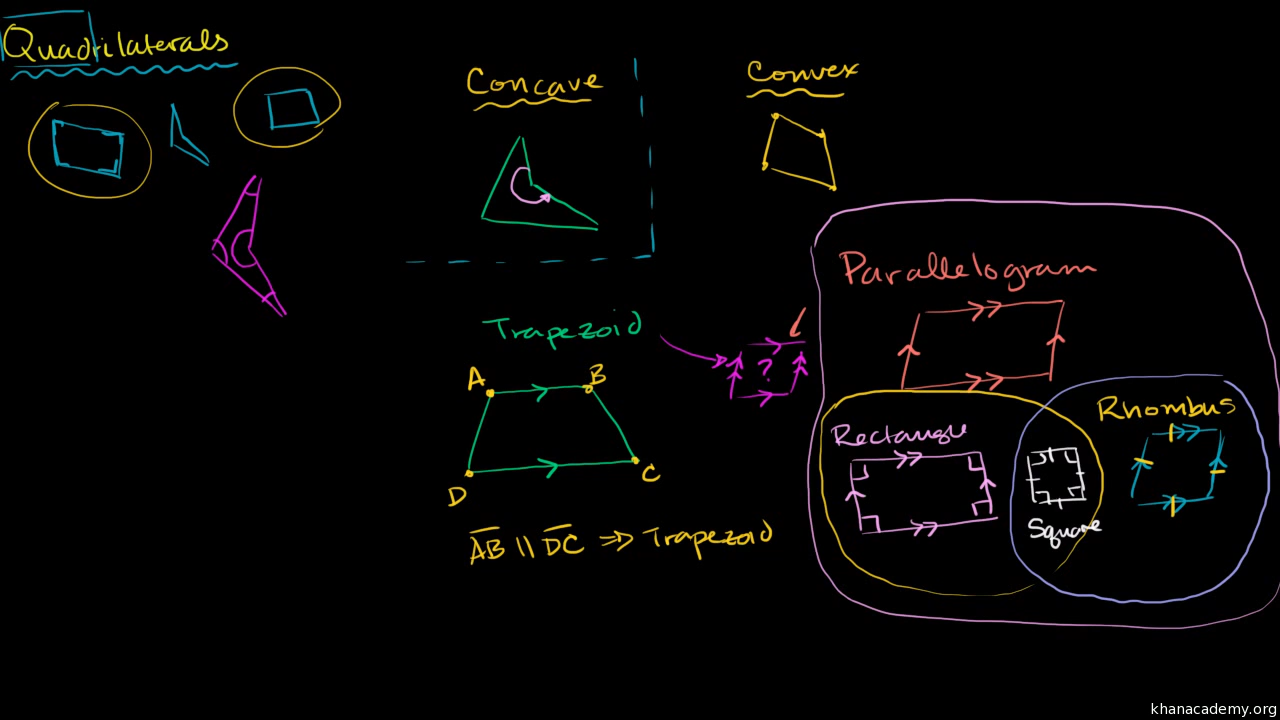 Quadrilaterals
Concave
Convex
Parallelogram
Trapezoid
?
A
B
D
C
Rectangle
Rhombus
Square
AB || DC ⇒ Trapezoid
khanacademy.org